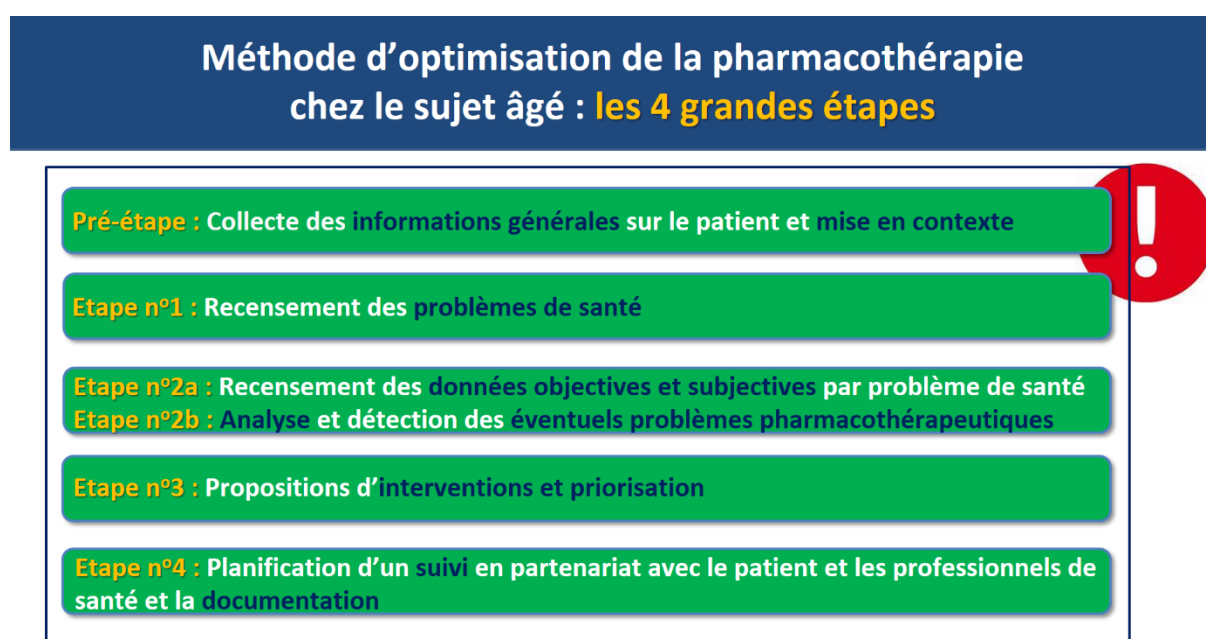 Méthode d’optimisation de la pharmacothérapie
chez le sujet âgé : les 4 grandes étapes
Pré-étape : Collecte des informations générales sur le patient et mise en contexte
Etape nº1 : Recensement des problèmes de santé
Etape nº2a : Recensement des données objectives et subjectives par problème de santé
Etape nº2b : Analyse et détection des éventuels problèmes pharmacothérapeutiques
Etape nº3 : Propositions d’interventions et priorisation
Etape nº4 : Planification d’un suivi en partenariat avec le patient et les professionnels de
santé et la documentation
!